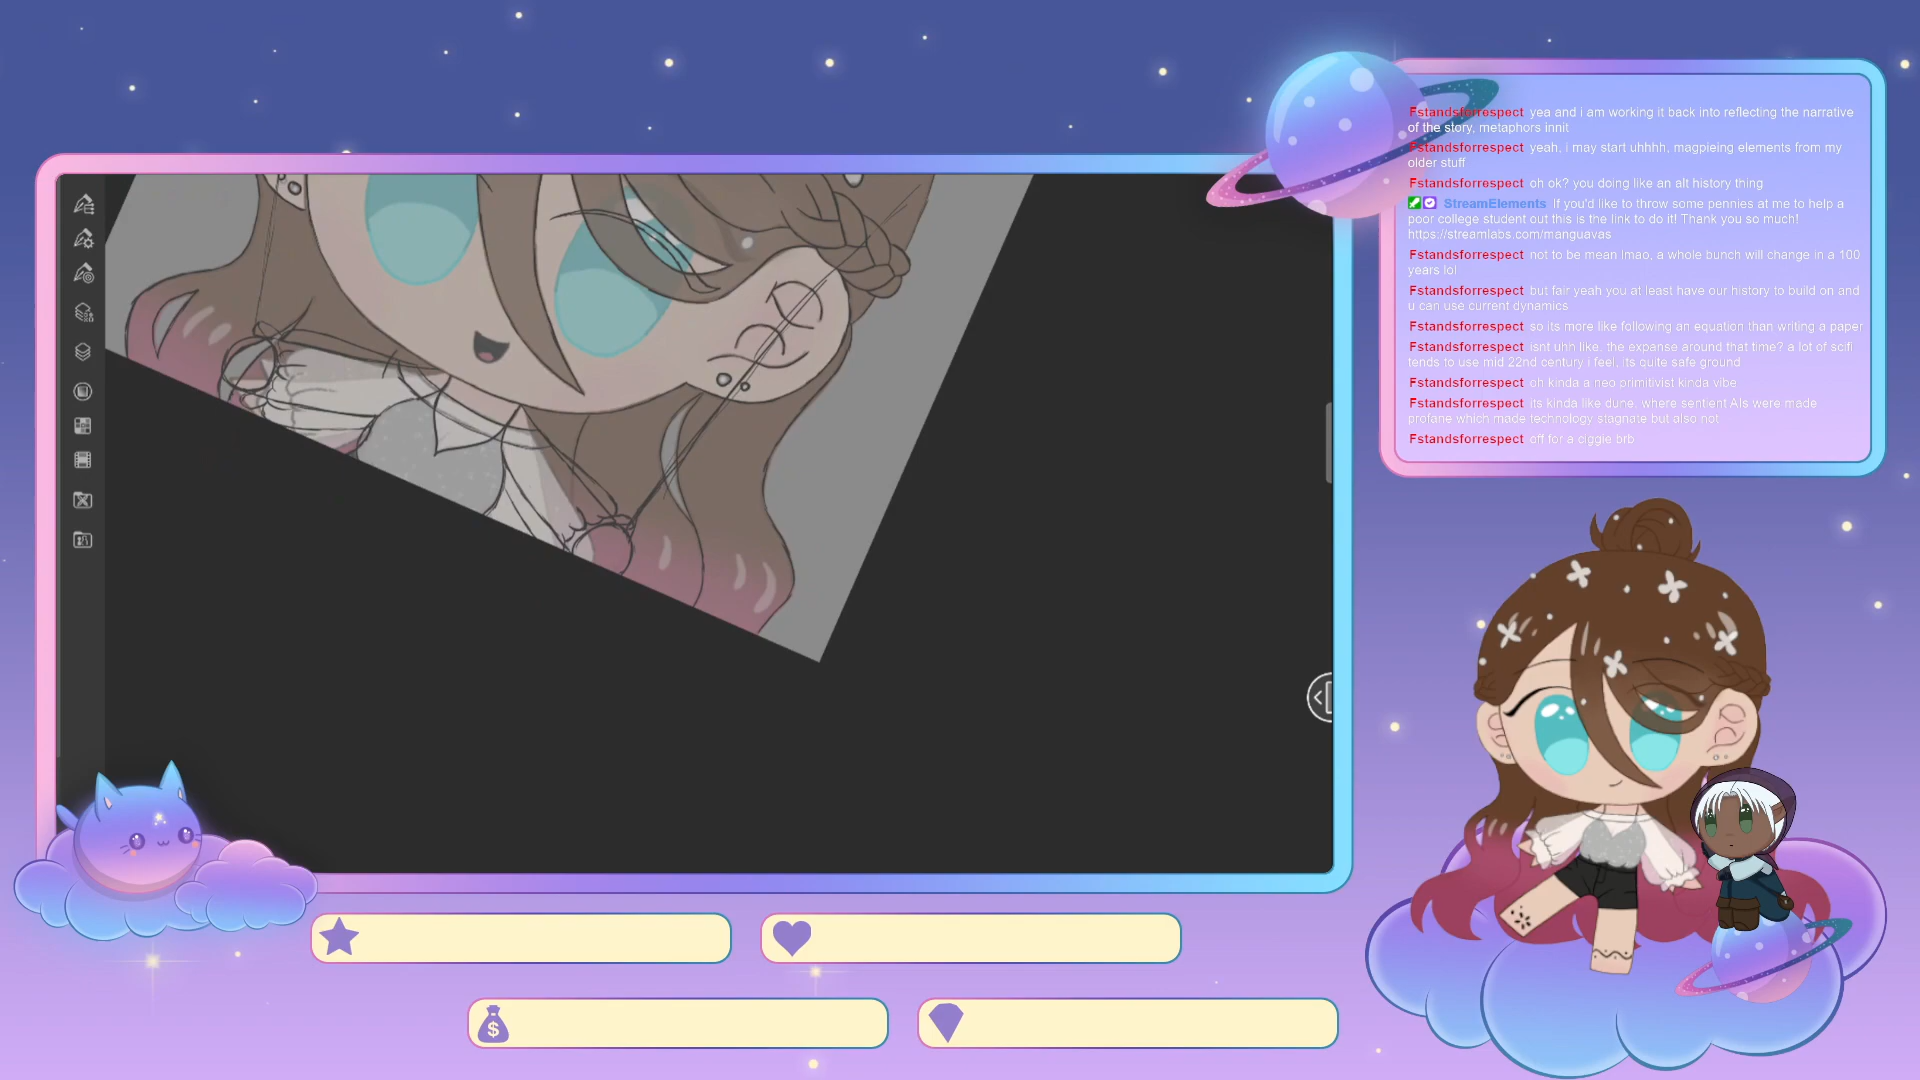 Fstandsforrespect yea and i am working it back into reflecting the narrative
of the story, metaphors innit
Fstandsforrespect yeah, i may start uhhhh, magpieing elements from my
older stuff
Fstandsforrespect oh ok? you doing like an alt history thing
StreamElements If you'd like to throw some pennies at me to help a
poor college student out this is the link to do it! Thank you so much!
https://streamlabs.com/manguavas
Fstandsforrespect not to be mean lmao, a whole bunch will change in a 100
years lol
Fstandsforrespect but fair yeah you at least have our history to build on and
u can use current dynamics
Fstandsforrespect so its more like following an equation than writing a paper
Fstandsforrespect isnt uhh like, the expanse around that time? a lot of scifi
tends to use mid 22nd century i feel, its quite safe ground
Fstandsforrespect oh kinda a neo primitivist kinda vibe
Fstandsforrespect its kinda like dune, where sentient AIs were made
profane which made technology stagnate but also not
Fstandsforrespect off for a ciggie brb
$